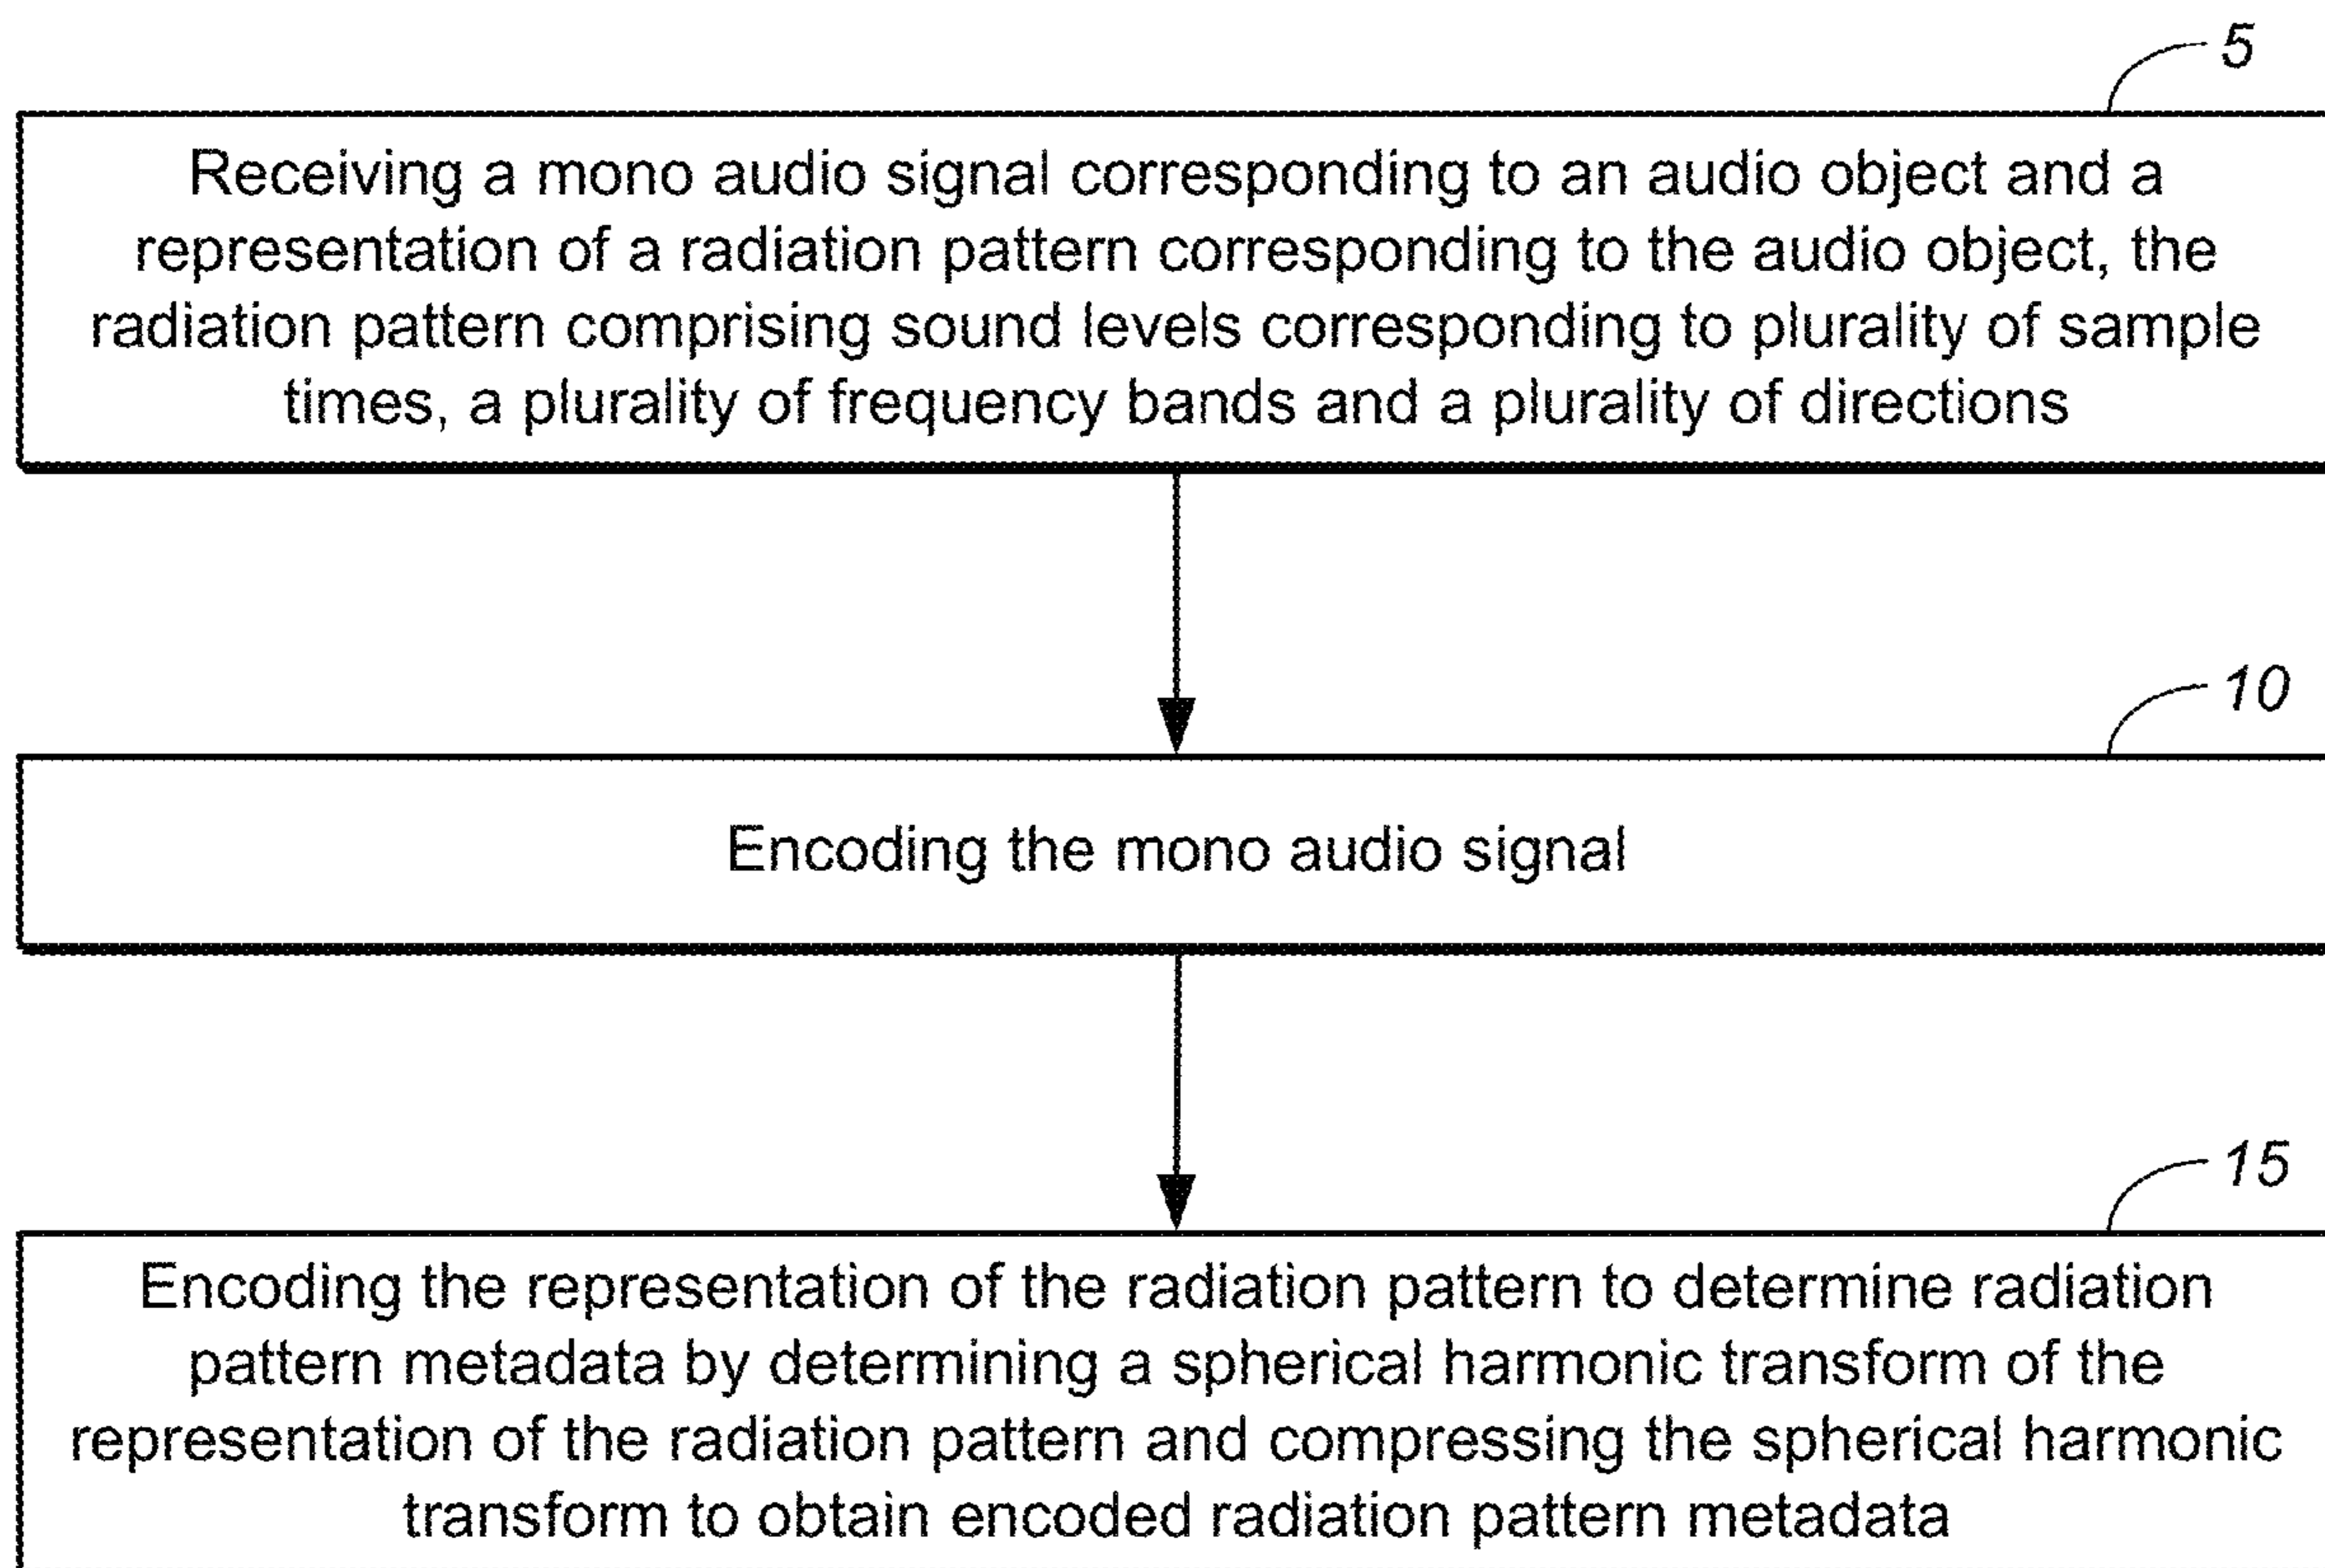 5
Receiving a mono audio signal corresponding to an audio object and a
representation of a radiation pattern corresponding to the audio object, the
radiation pattern comprising sound levels corresponding to plurality of sample
times, a plurality of frequency bands and a plurality of directions
10
Encoding the mono audio signal
15
Encoding the representation of the radiation pattern to determine radiation
pattern metadata by determining a spherical harmonic transform of the
representation of the radiation pattern and compressing the spherical harmonic
transform to obtain encoded radiation pattern metadata